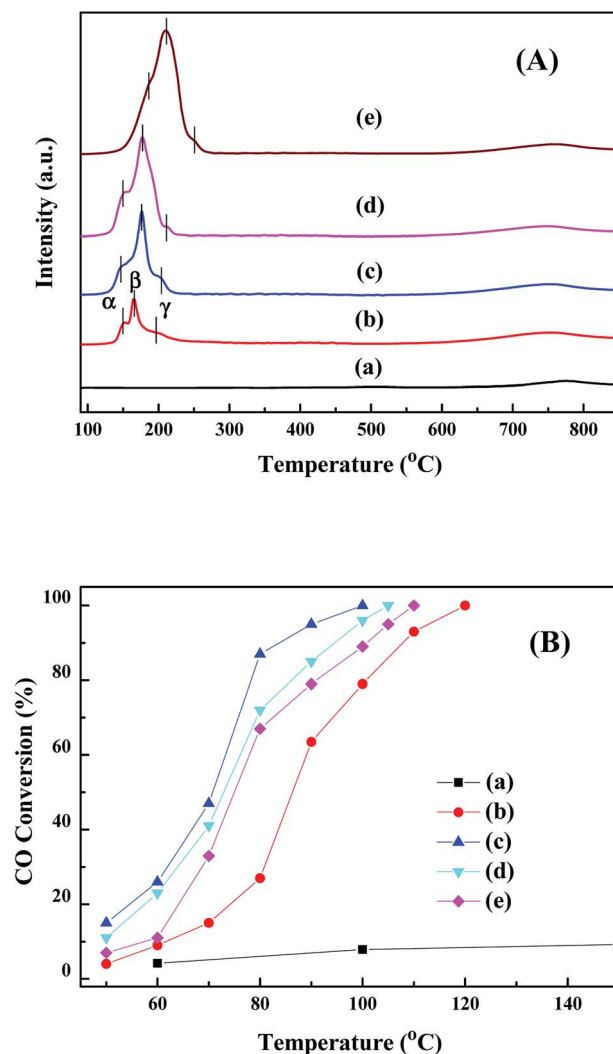 (A)
(e)
(d)
(c)
α β γ
(b)
(a)
Intensity (a.u.)
100 200 300 400 500 600 700 800
Temperature (°C)
100
80
60
40
20
0
CO Conversion (%)
(B)
(a)
(b)
(c)
(d)
(e)
60 80 100 120 140
Temperature (°C)